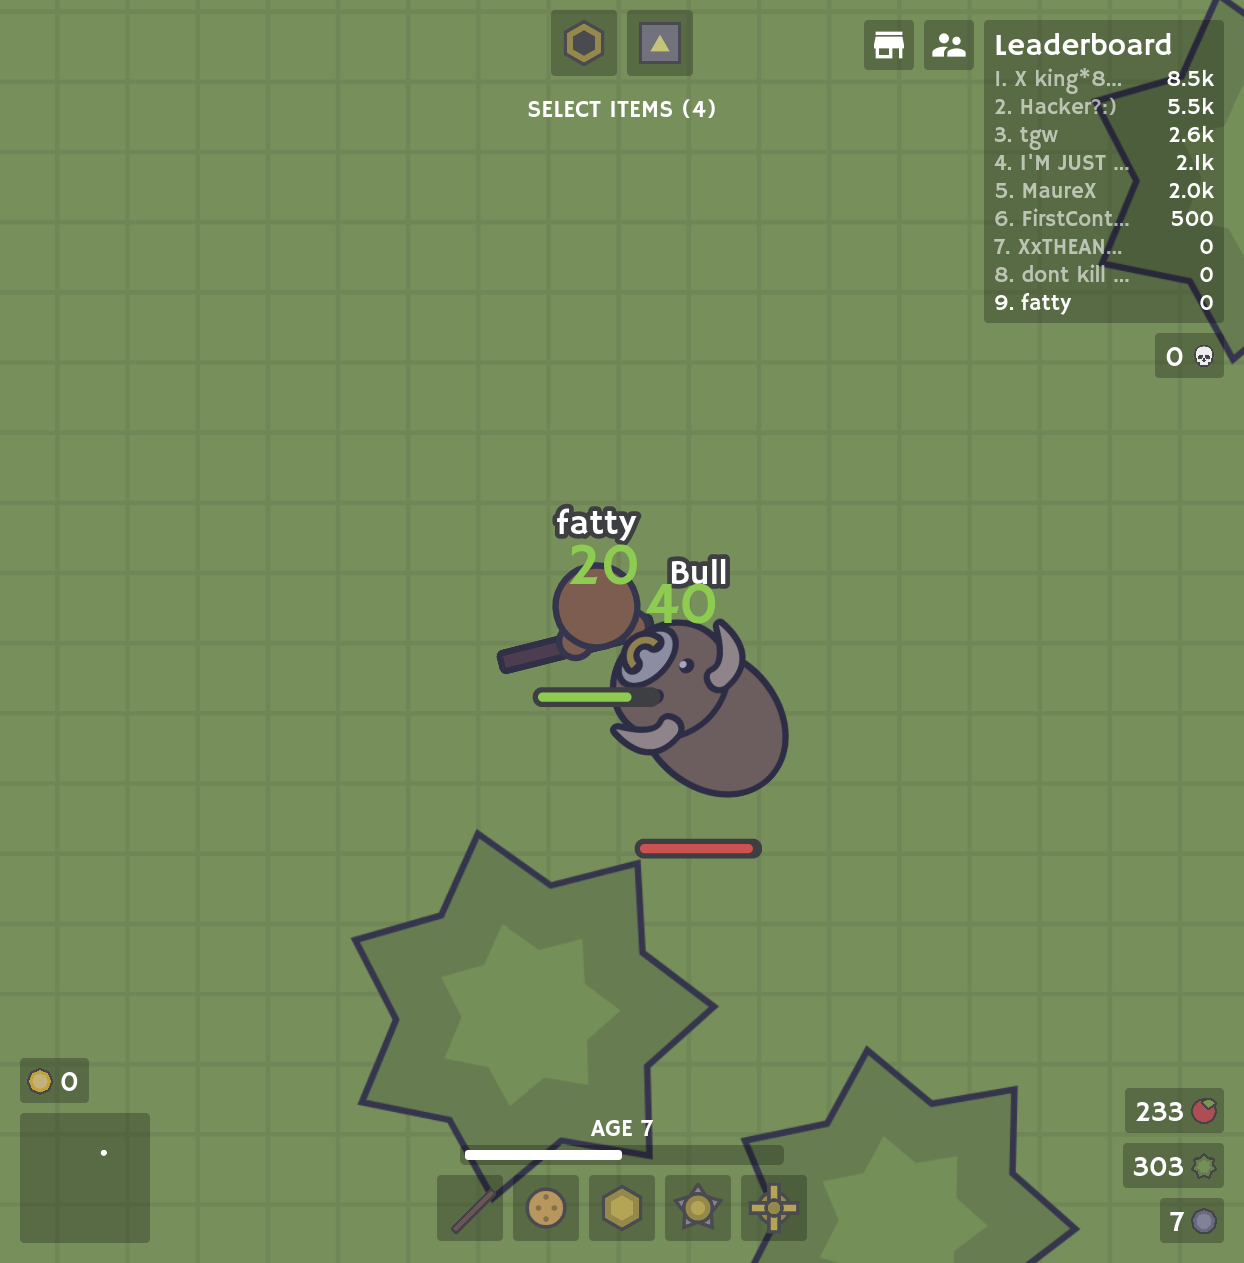 SELECT ITEMS (4)
Leaderboard
1. X king*8... 8.5k
2. Hacker?:) 5.5k
3. tgw 2.6k
4. I'M JUST ... 2.1k
5. MaureX 2.0k
6. FirstCont... 500
7. XxTHEAN... 0
8. dont kill ... 0
9. fatty 0
0
fatty
20
Bull
40
0
AGE 7
233
303
7